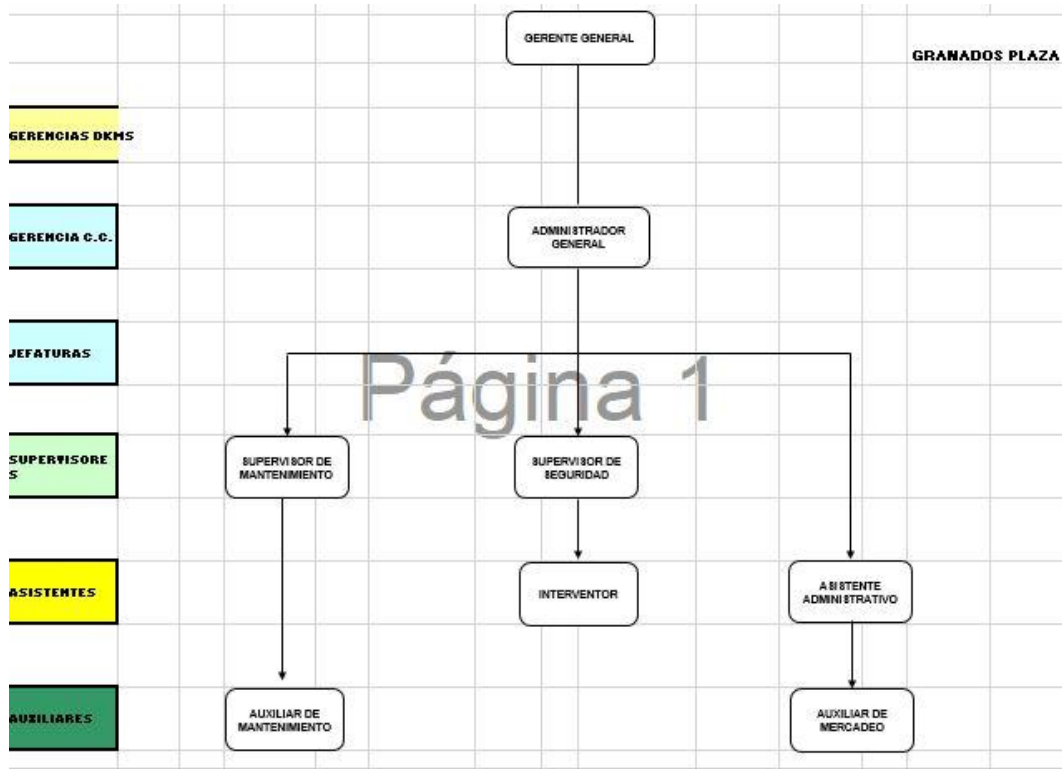 GERENTE GENERAL
GRANADOS PLAZA
GERENCIAS DKMS
GERENCIA C.C.
ADMINISTRADOR
GENERAL
JEFATURAS
Página 1
SUPERVISORE
S
SUPERVISOR DE
MANTENIMIENTO
SUPERVISOR DE
SEGURIDAD
ASISTENTES
INTERVENTOR
ASISTENTE
ADMINISTRATIVO
AUXILIARES
AUXILIAR DE
MANTENIMIENTO
AUXILIAR DE
MERCADEO